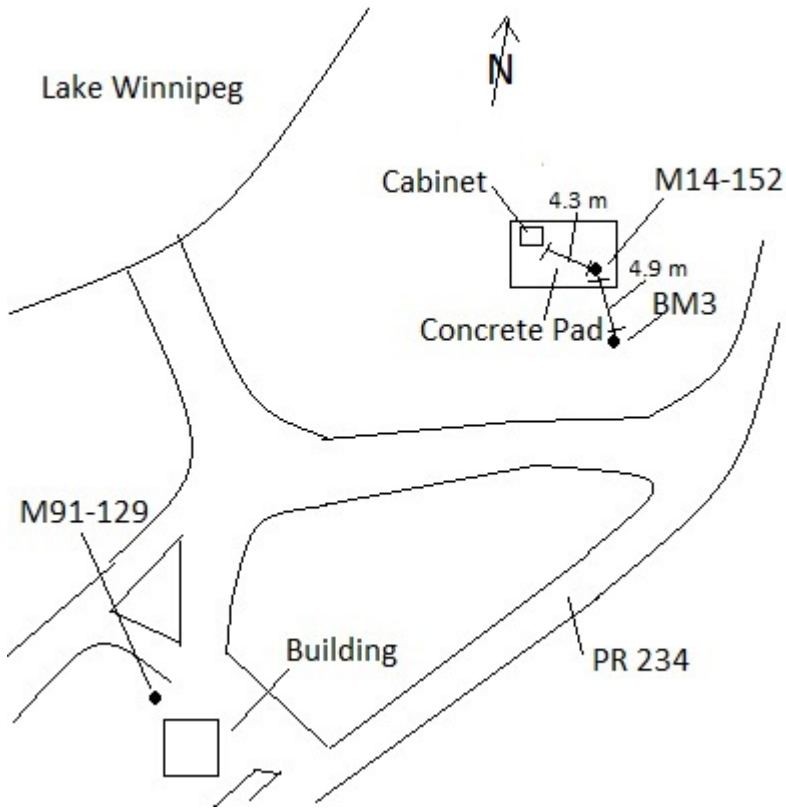 N
Lake Winnipeg
Cabinet
M14-152
4.3 m
4.9 m
BM3
Concrete Pad
M91-129
Building
PR 234